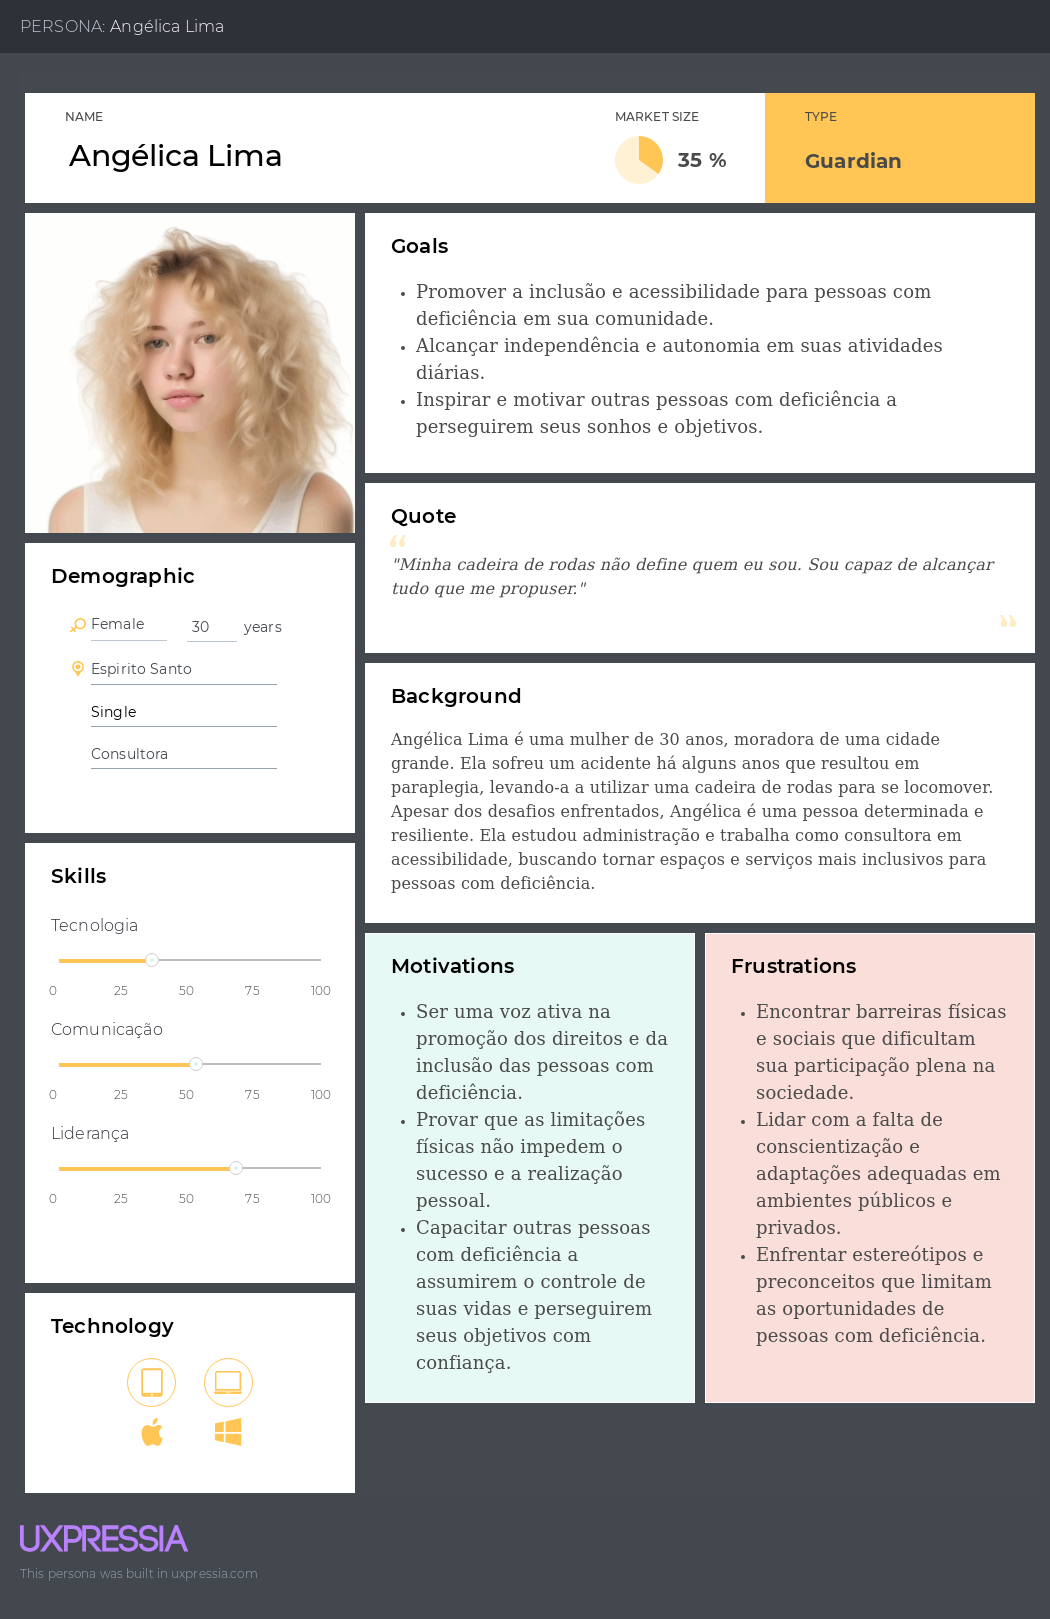 PERSONA: Angélica Lima
NAME
Angélica Lima
MARKET SIZE
35 %
TYPE
Guardian
Goals
• Promover a inclusão e acessibilidade para pessoas com
deficiência em sua comunidade.
• Alcançar independência e autonomia em suas atividades
diárias.
• Inspirar e motivar outras pessoas com deficiência a
perseguirem seus sonhos e objetivos.
Quote
“
"Minha cadeira de rodas não define quem eu sou. Sou capaz de alcançar
tudo que me propuser."
”
Demographic
Female 30 years
Espirito Santo
Single
Consultora
Background
Angélica Lima é uma mulher de 30 anos, moradora de uma cidade
grande. Ela sofreu um acidente há alguns anos que resultou em
paraplegia, levando-a a utilizar uma cadeira de rodas para se locomover.
Apesar dos desafios enfrentados, Angélica é uma pessoa determinada e
resiliente. Ela estudou administração e trabalha como consultora em
acessibilidade, buscando tornar espaços e serviços mais inclusivos para
pessoas com deficiência.
Skills
Tecnologia
0 25 50 75 100
Comunicação
0 25 50 75 100
Liderança
0 25 50 75 100
Motivations
• Ser uma voz ativa na
promoção dos direitos e da
inclusão das pessoas com
deficiência.
• Provar que as limitações
físicas não impedem o
sucesso e a realização
pessoal.
• Capacitar outras pessoas
com deficiência a
assumirem o controle de
suas vidas e perseguirem
seus objetivos com
confiança.
Frustrations
• Encontrar barreiras físicas
e sociais que dificultam
sua participação plena na
sociedade.
• Lidar com a falta de
conscientização e
adaptações adequadas em
ambientes públicos e
privados.
• Enfrentar estereótipos e
preconceitos que limitam
as oportunidades de
pessoas com deficiência.
Technology
UXPRESSIA
This persona was built in uxpressia.com